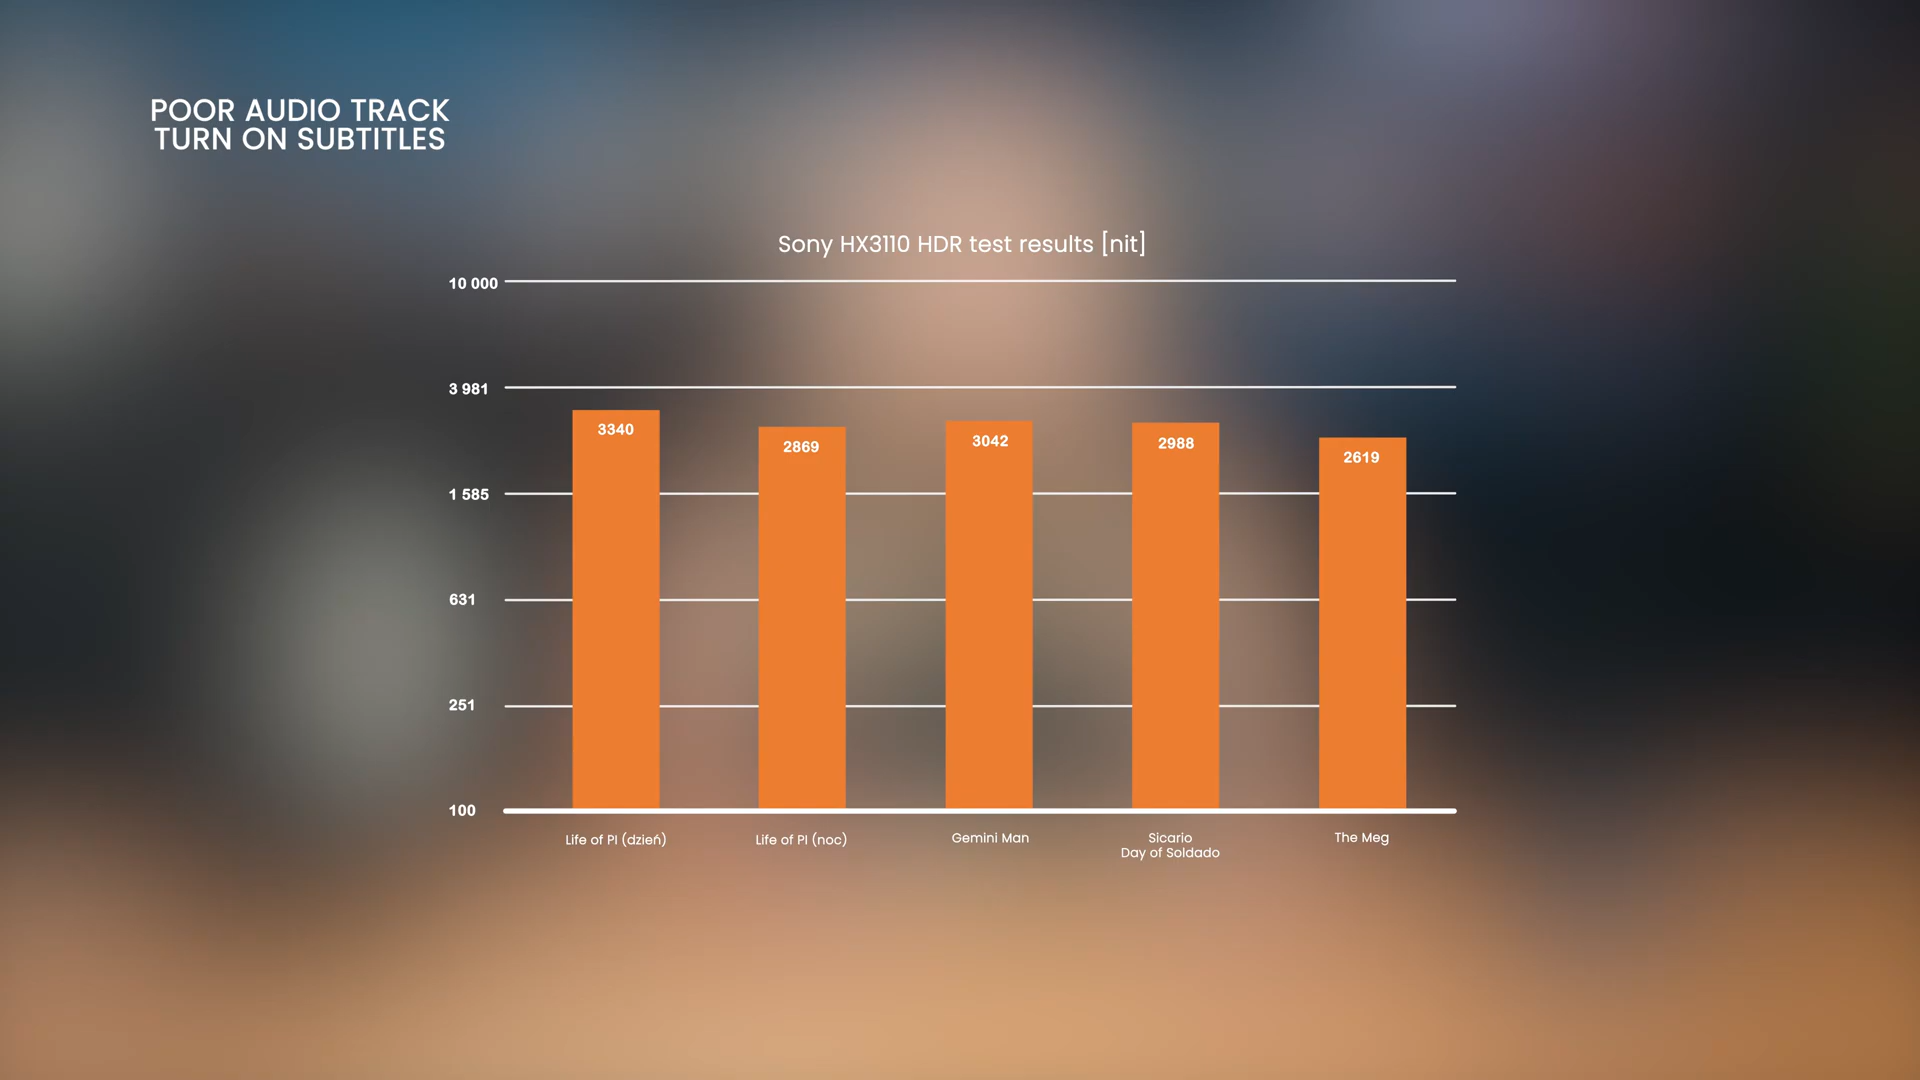 POOR AUDIO TRACK
TURN ON SUBTITLES
Sony HX3110 HDR test results [nit]
10 000
3 981
1 585
631
251
100
3340
2869
3042
2988
2619
Life of PI (dzień)
Life of PI (noc)
Gemini Man
Sicario
Day of Soldado
The Meg